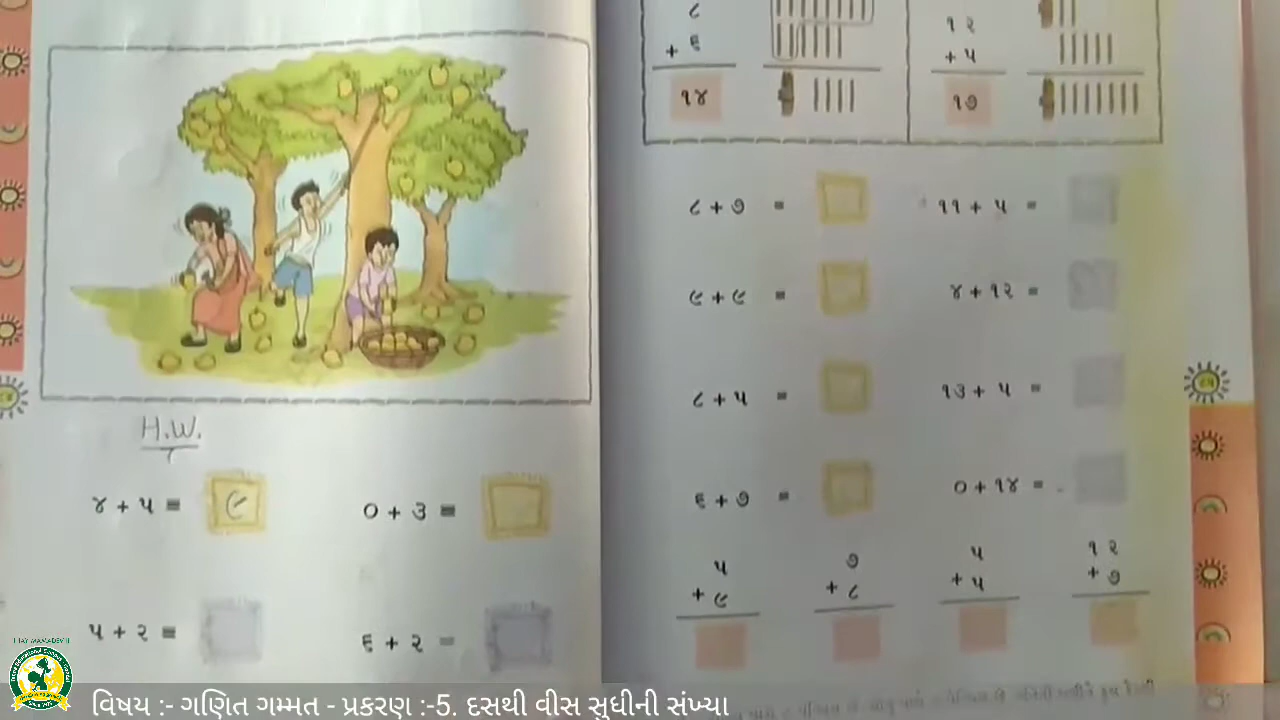 H.W.
૪ + ૫ = ૯
૦ + ૩ =
૫ + ૨ =
૬ + ૨ =
૮
+ ૬
૧૪
૧૨
+ ૫
૧૭
૮ + ૭ =
૧૧ + ૫ =
૯ + ૯ =
૪ + ૧૨ =
૮ + ૫ =
૧૩ + ૫ =
૬ + ૭ =
૦ + ૧૪ =
૫
+ ૯
૭
+ ૮
૫
+ ૫
૧૨
+ ૭
વિષય :- ગણિત ગમ્મત - પ્રકરણ :-5. દસથી વીસ સુધીની સંખ્યા